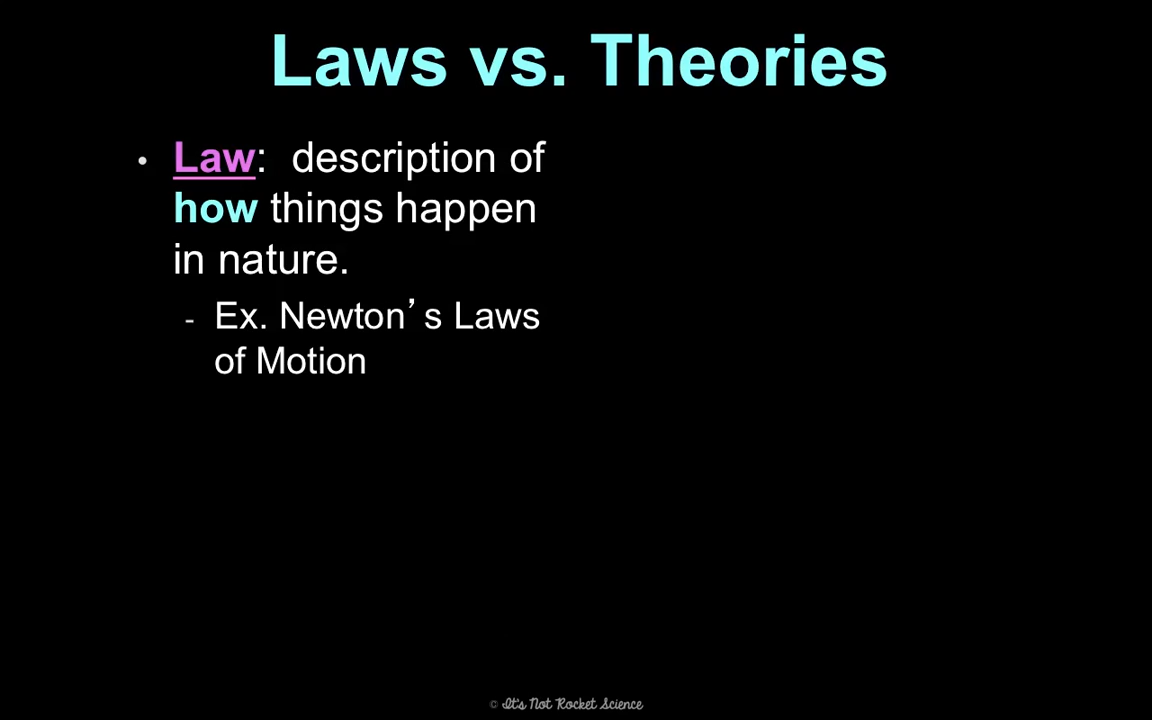 Laws vs. Theories
• Law:  description of
how things happen
in nature.
- Ex. Newton’s Laws
of Motion
© It's Not Rocket Science